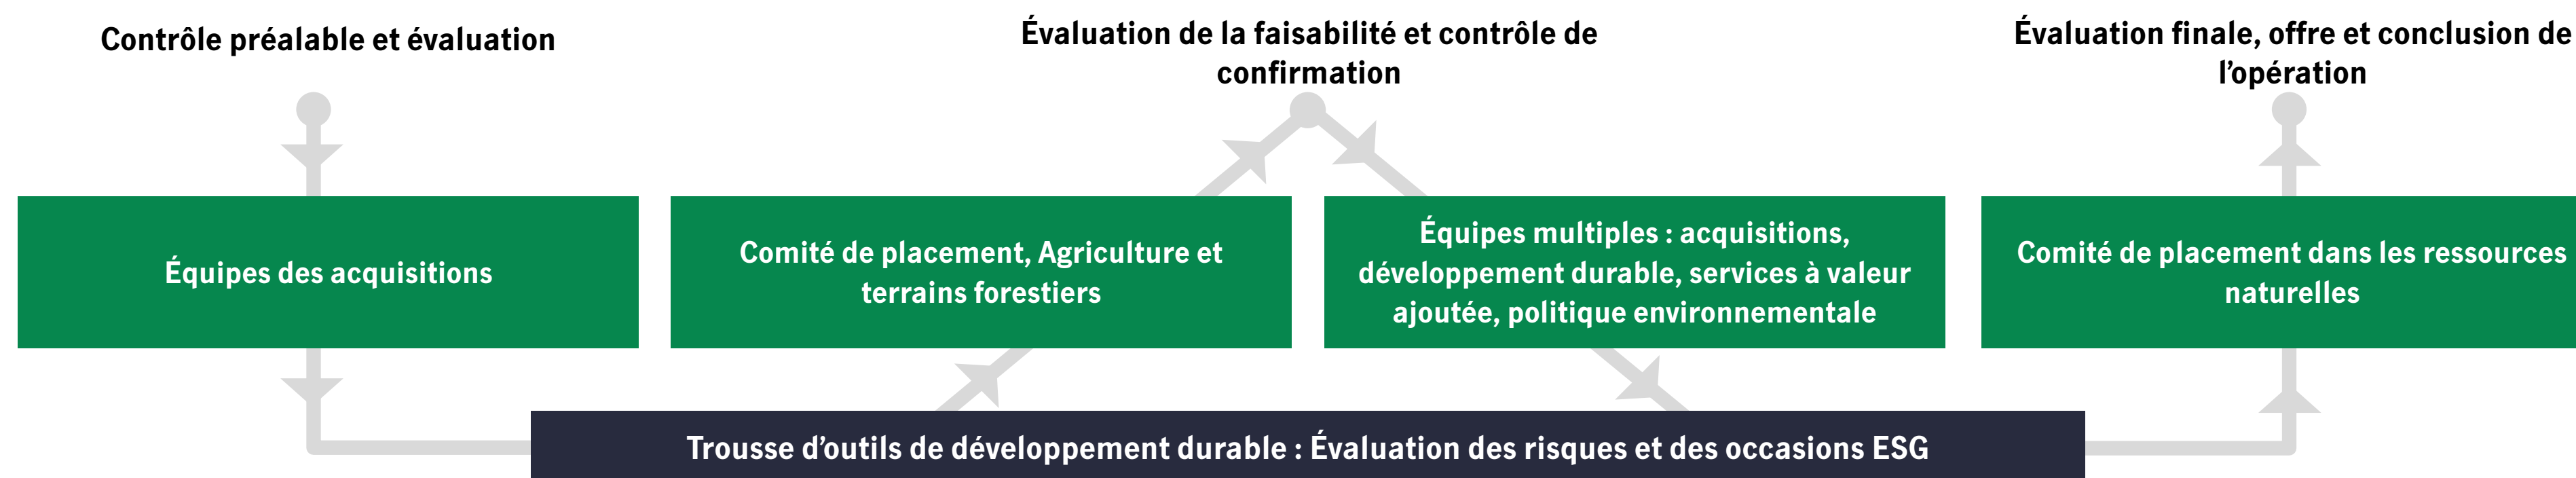 Contrôle préalable et évaluation
Évaluation de la faisabilité et contrôle de
confirmation
Évaluation finale, offre et conclusion de
l’opération
Équipes des acquisitions
Comité de placement, Agriculture et
terrains forestiers
Équipes multiples : acquisitions,
développement durable, services à valeur
ajoutée, politique environnementale
Comité de placement dans les ressources
naturelles
Trousse d’outils de développement durable : Évaluation des risques et des occasions ESG